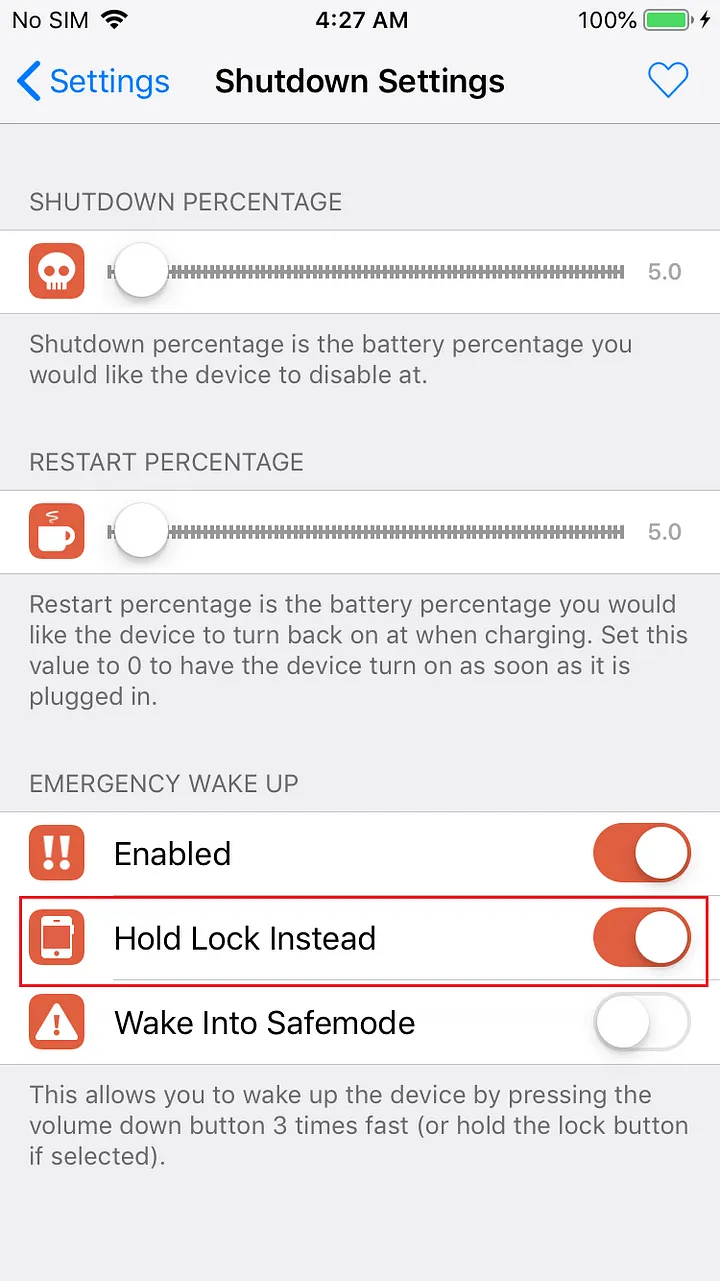 No SIM 4:27 AM 100%
Settings Shutdown Settings
SHUTDOWN PERCENTAGE
5.0
Shutdown percentage is the battery percentage you
would like the device to disable at.
RESTART PERCENTAGE
5.0
Restart percentage is the battery percentage you would
like the device to turn back on at when charging. Set this
value to 0 to have the device turn on as soon as it is
plugged in.
EMERGENCY WAKE UP
Enabled
Hold Lock Instead
Wake Into Safemode
This allows you to wake up the device by pressing the
volume down button 3 times fast (or hold the lock button
if selected).